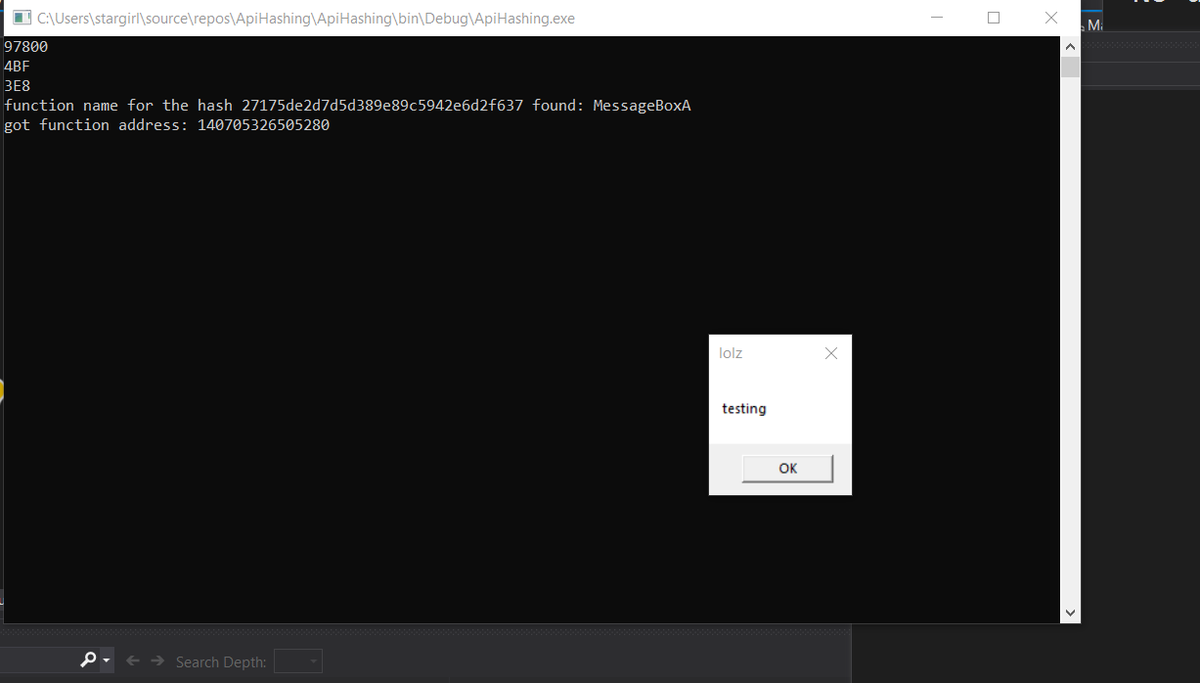 C:\Users\stargirl\source\repos\ApiHashing\ApiHashing\bin\Debug\ApiHashing.exe
97800
4BF
3E8
function name for the hash 27175de2d7d5d389e89c5942e6d2f637 found: MessageBoxA
got function address: 140705326505280
lolz
testing
OK
Search Depth: